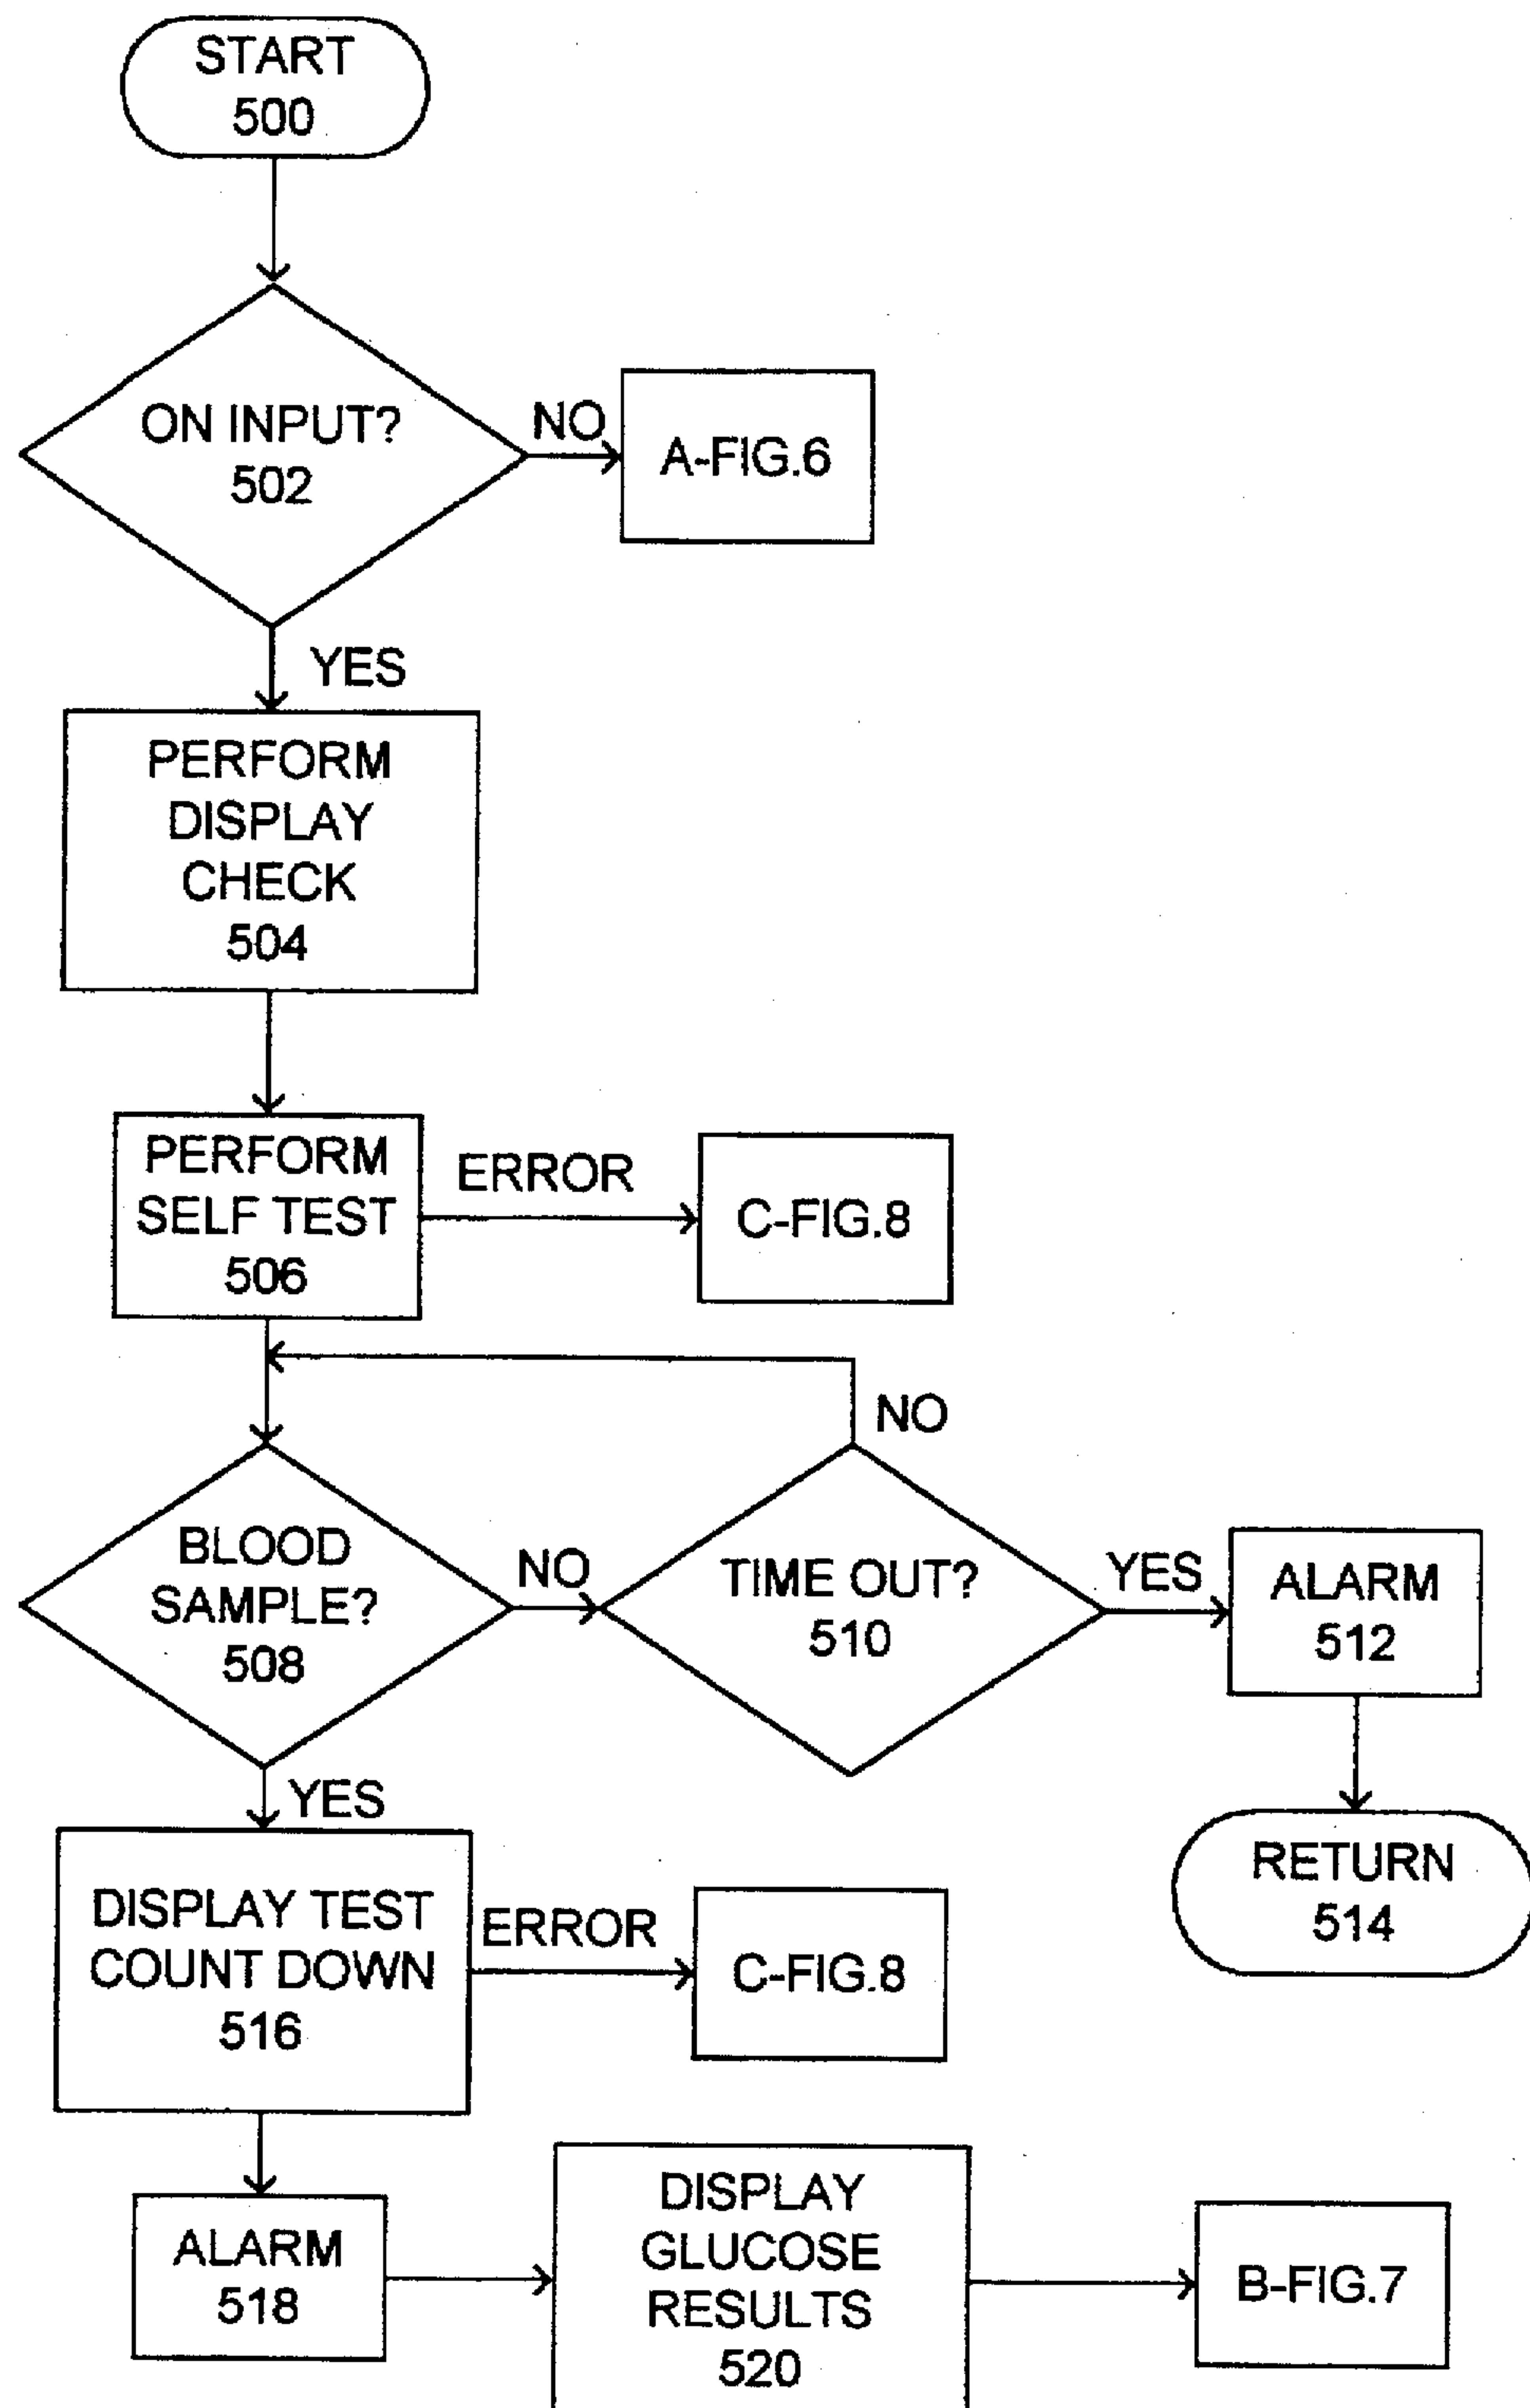 START
500
ON INPUT?
502
NO
A-FIG.6
YES
PERFORM
DISPLAY
CHECK
504
PERFORM
SELF TEST
506
ERROR
C-FIG.8
NO
BLOOD
SAMPLE?
508
NO
TIME OUT?
510
YES
ALARM
512
RETURN
514
YES
DISPLAY TEST
COUNT DOWN
516
ERROR
C-FIG.8
ALARM
518
DISPLAY
GLUCOSE
RESULTS
520
B-FIG.7